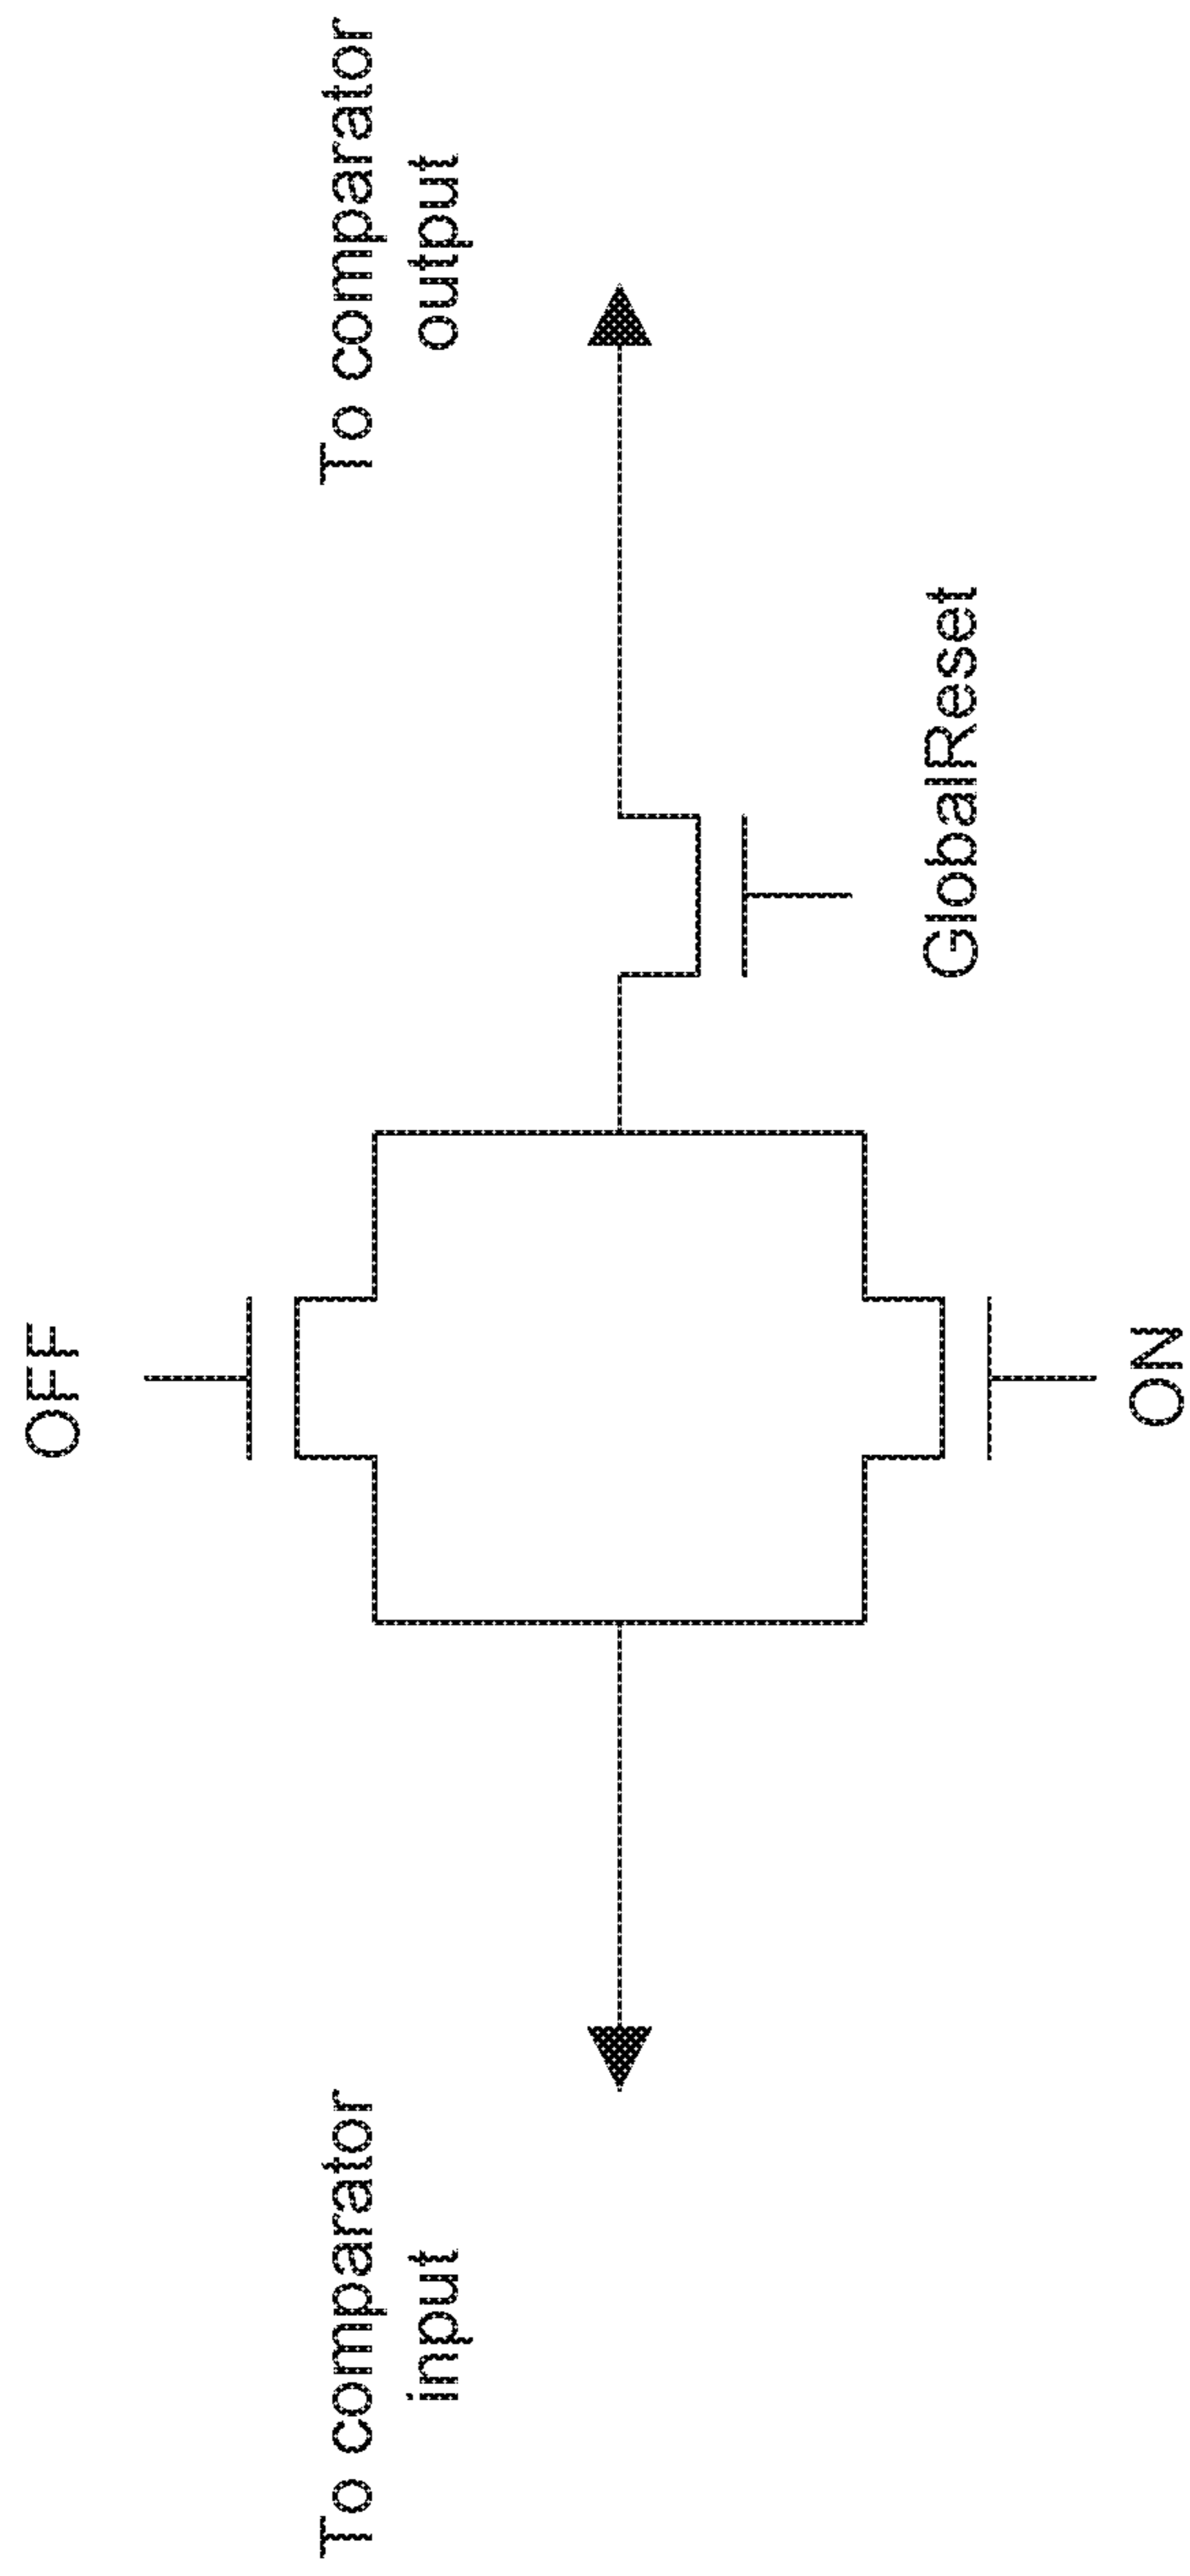 OFF
To comparator
input
To comparator
output
GlobalReset
ON